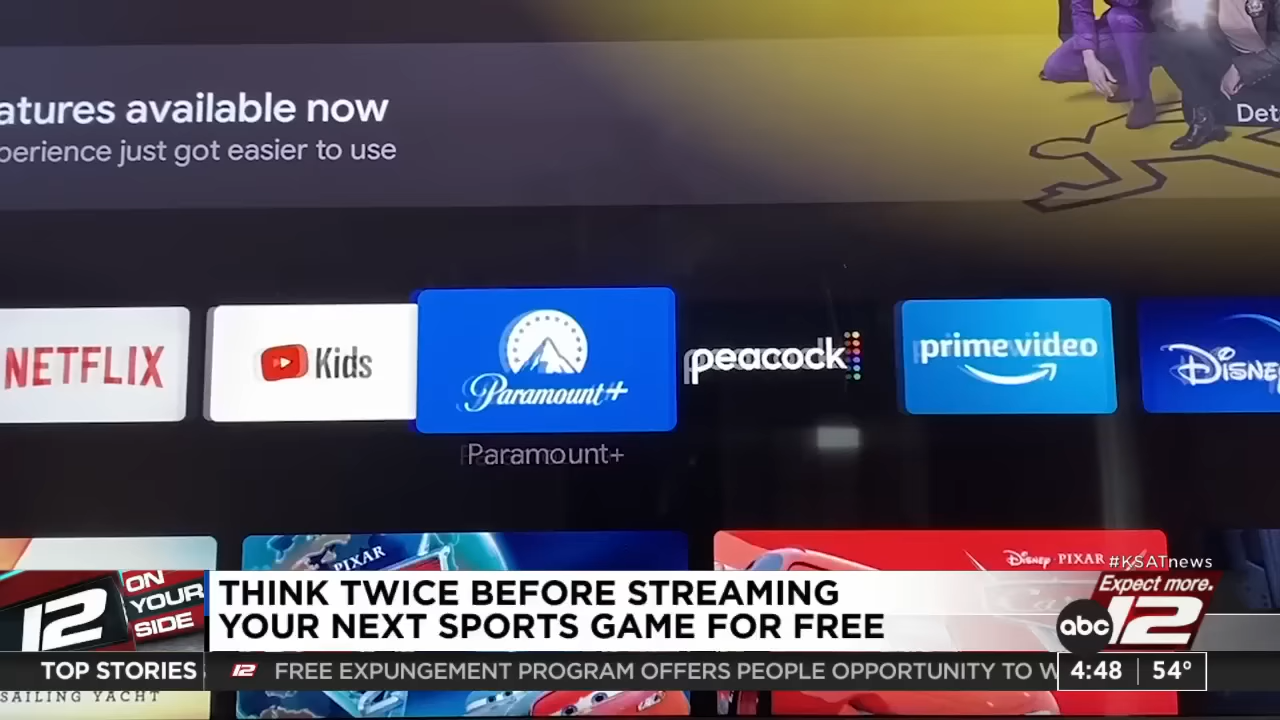 atures available now
perience just got easier to use
Det
NETFLIX
Kids
Paramount+
peacock
prime video
DISNE
Paramount+
PIXAR
DISNEY · PIXAR
#KSATnews
12 ON YOUR SIDE
THINK TWICE BEFORE STREAMING
YOUR NEXT SPORTS GAME FOR FREE
Expect more.
abc 12
TOP STORIES
12 FREE EXPUNGEMENT PROGRAM OFFERS PEOPLE OPPORTUNITY TO W
4:48 54°
SAILING YACHT